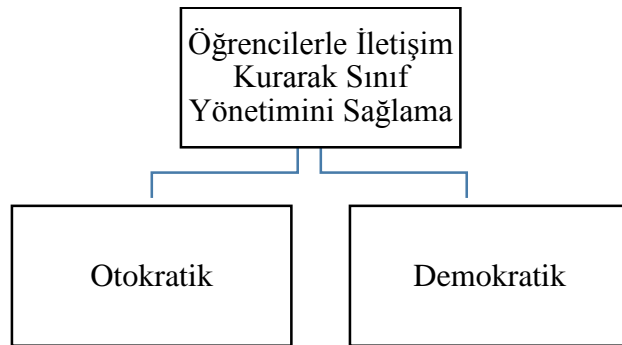 Öğrencilerle İletişim
Kurarak Sınıf
Yönetimini Sağlama
Otokratik
Demokratik